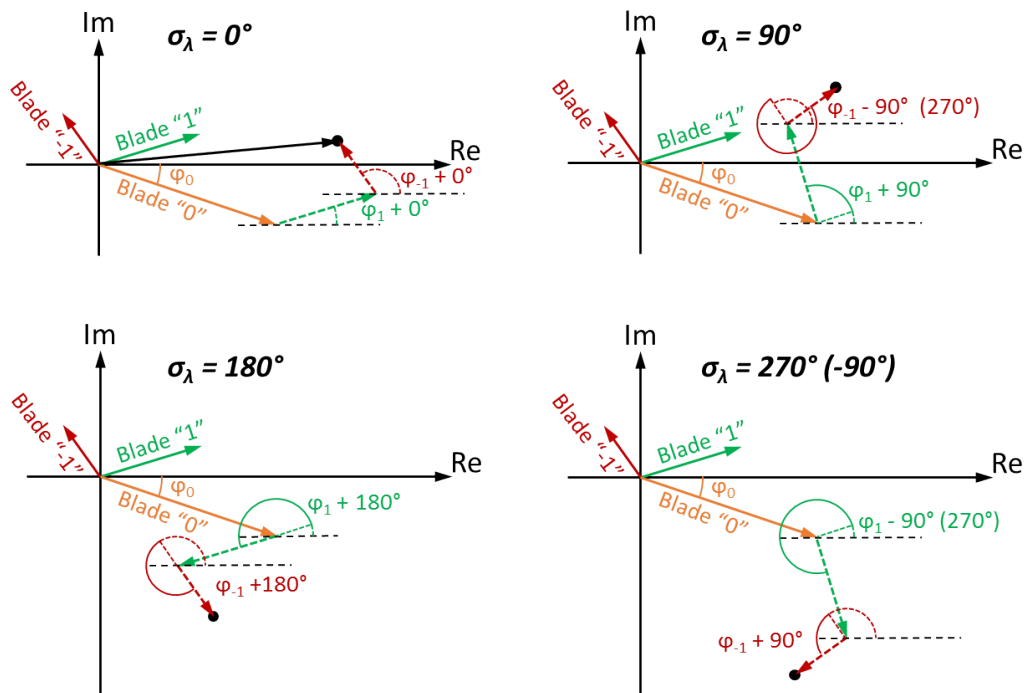 Im
σλ = 0°
Blade "-1"
Blade "1"
Re
φ0
Blade "0"
φ-1 + 0°
φ1 + 0°
Im
σλ = 90°
φ-1 - 90° (270°)
Blade "-1"
Blade "1"
Re
φ0
Blade "0"
φ1 + 90°
Im
σλ = 180°
Blade "-1"
Blade "1"
Re
φ0
Blade "0"
φ1 + 180°
φ-1 +180°
Im
σλ = 270° (-90°)
Blade "-1"
Blade "1"
Re
φ0
Blade "0"
φ1 - 90° (270°)
φ-1 + 90°